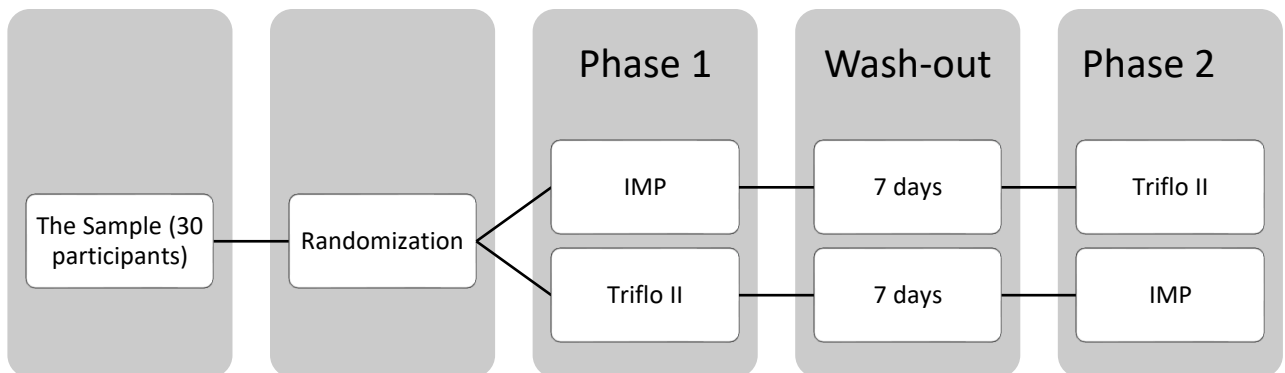 Phase 1
Wash-out
Phase 2
The Sample (30
participants)
Randomization
IMP
7 days
Triflo II
Triflo II
7 days
IMP